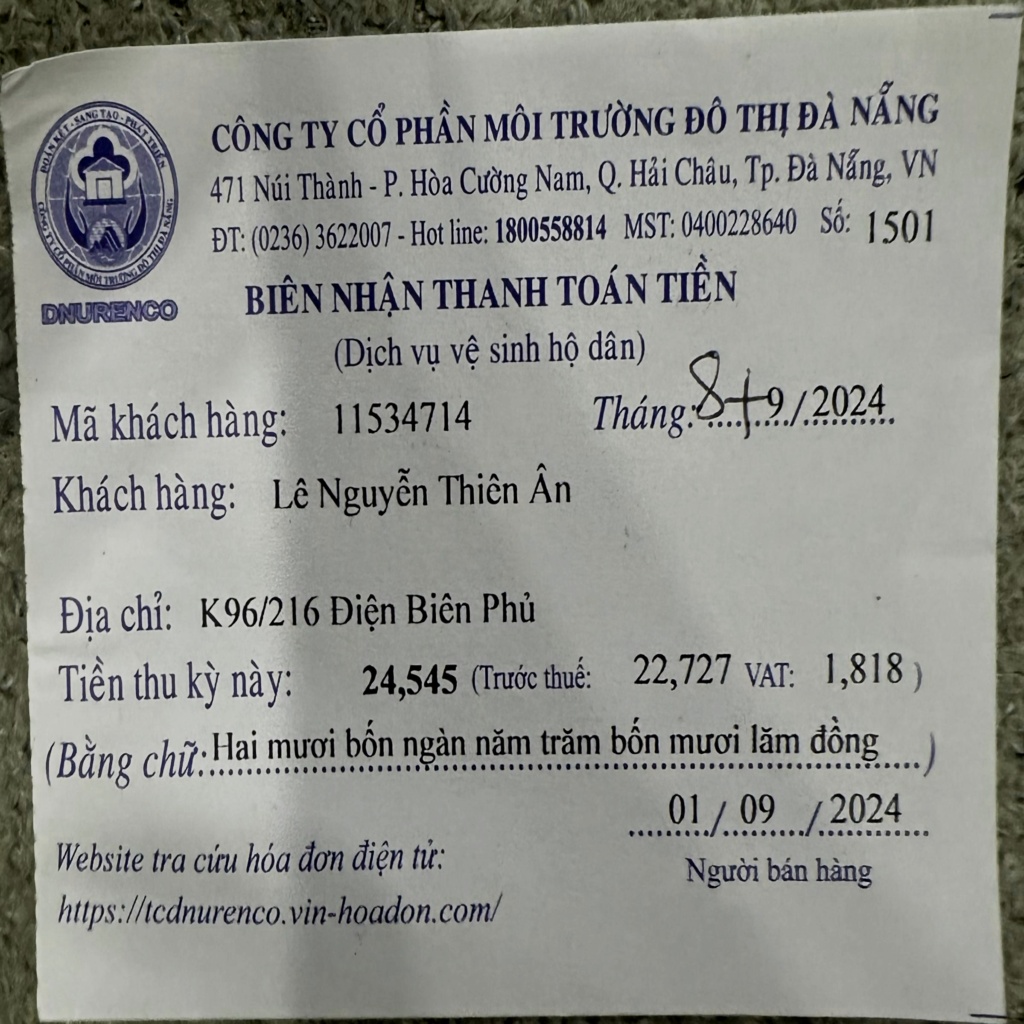 ĐOÀN KẾT - SANG TẠO - PHÁT TRIỂN
CÔNG TY CỔ PHẦN MÔI TRƯỜNG ĐÔ THỊ ĐÀ NẴNG
DNURENCO
CÔNG TY CỔ PHẦN MÔI TRƯỜNG ĐÔ THỊ ĐÀ NẴNG
471 Núi Thành - P. Hòa Cường Nam, Q. Hải Châu, Tp. Đà Nẵng, VN
ĐT: (0236) 3622007 - Hot line: 1800558814 MST: 0400228640 Số: 1501
BIÊN NHẬN THANH TOÁN TIỀN
(Dịch vụ vệ sinh hộ dân)
Mã khách hàng: 11534714 Tháng: 8+9/2024
Khách hàng: Lê Nguyễn Thiên Ân
Địa chỉ: K96/216 Điện Biên Phủ
Tiền thu kỳ này: 24,545 (Trước thuế: 22,727 VAT: 1,818 )
(Bằng chữ: Hai mươi bốn ngàn năm trăm bốn mươi lăm đồng )
01 / 09 / 2024
Người bán hàng
Website tra cứu hóa đơn điện tử:
https://tcdnurenco.vin-hoadon.com/